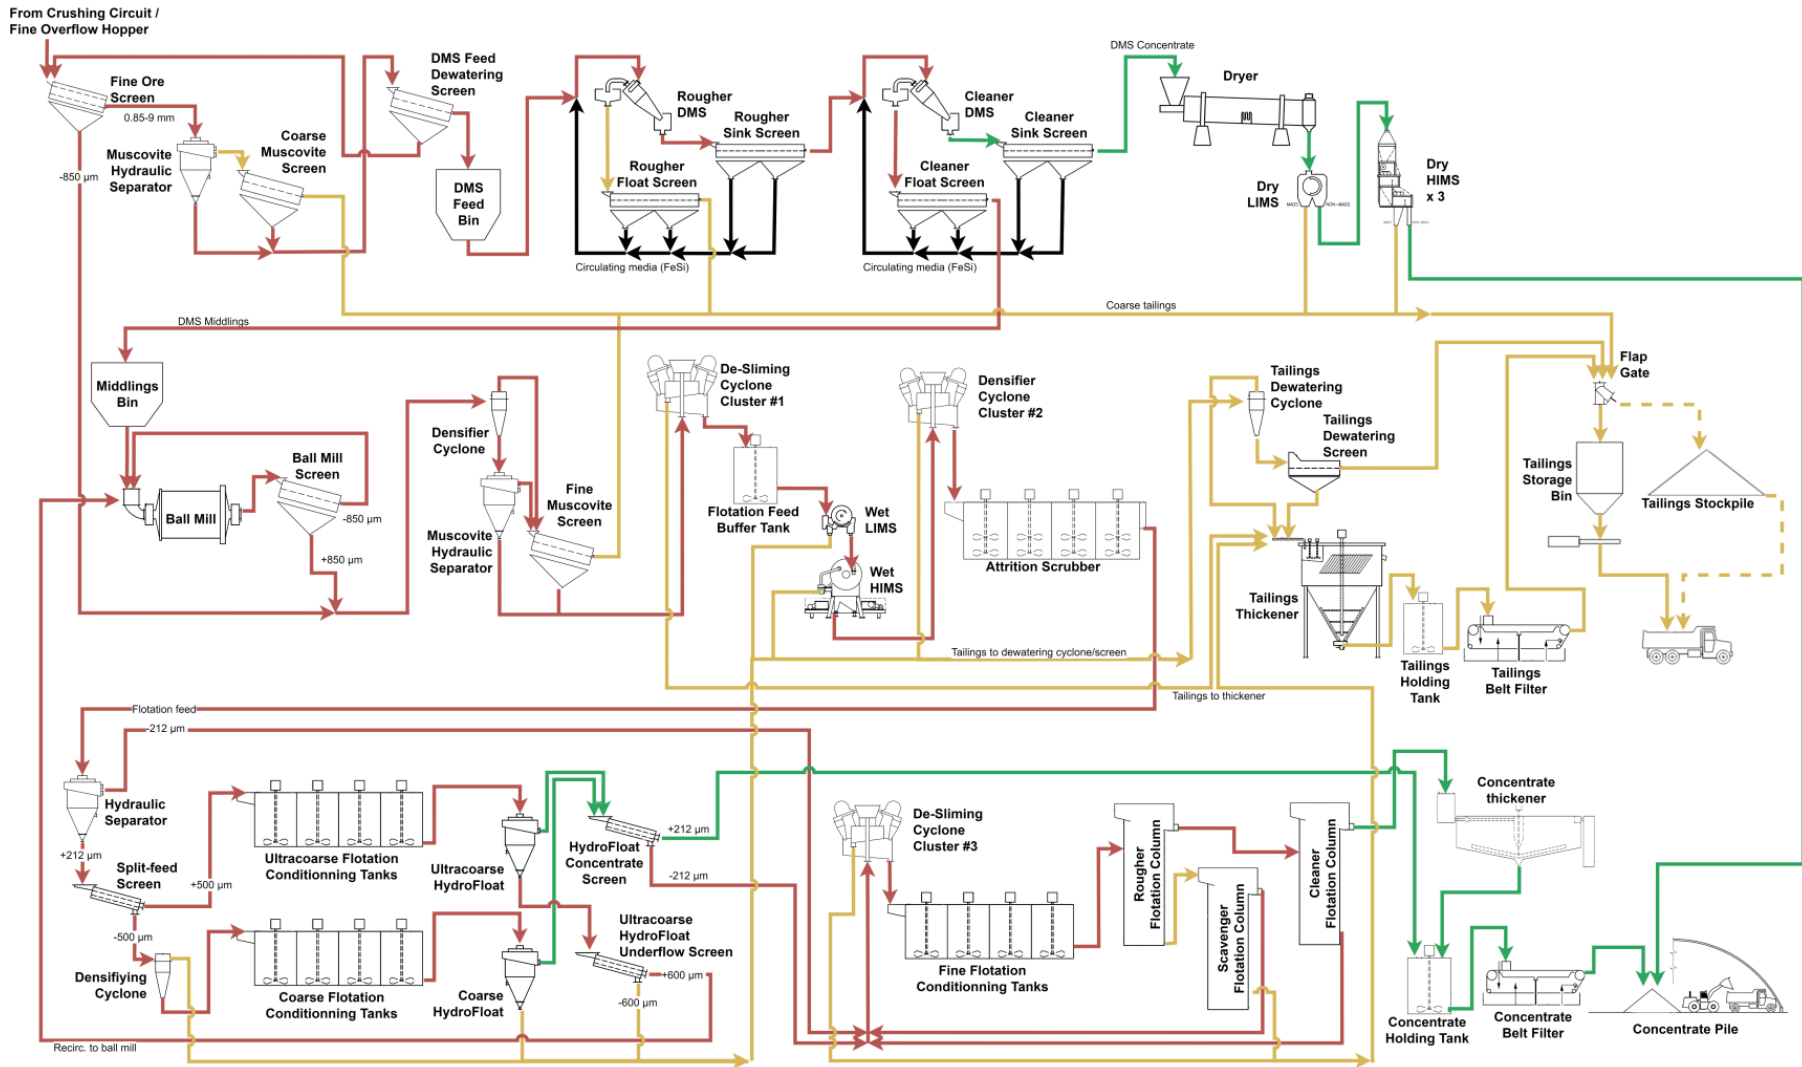 From Crushing Circuit /
Fine Overflow Hopper
Fine Ore
Screen
0.85-9 mm
-850 µm
Muscovite
Hydraulic
Separator
Coarse
Muscovite
Screen
DMS Feed
Dewatering
Screen
DMS
Feed
Bin
Rougher
DMS
Rougher
Sink Screen
Rougher
Float Screen
Circulating media (FeSi)
Cleaner
DMS
Cleaner
Sink Screen
Cleaner
Float Screen
Circulating media (FeSi)
DMS Concentrate
Dryer
Dry
LIMS
MAGS
NON-MAGS
Dry
HIMS
x 3
Coarse tailings
DMS Middlings
Middlings
Bin
Ball Mill
Ball Mill
Screen
-850 µm
+850 µm
Densifier
Cyclone
Muscovite
Hydraulic
Separator
Fine
Muscovite
Screen
De-Sliming
Cyclone
Cluster #1
Flotation Feed
Buffer Tank
Wet
LIMS
Wet
HIMS
Densifier
Cyclone
Cluster #2
Attrition Scrubber
Tailings
Dewatering
Cyclone
Tailings
Dewatering
Screen
Flap
Gate
Tailings
Storage
Bin
Tailings Stockpile
Tailings
Thickener
Tailings
Holding
Tank
Tailings
Belt Filter
Tailings to dewatering cyclone/screen
Tailings to thickener
Flotation feed
-212 µm
Hydraulic
Separator
+212 µm
Split-feed
Screen
+500 µm
-500 µm
Densifiying
Cyclone
Ultracoarse Flotation
Conditionning Tanks
Coarse Flotation
Conditionning Tanks
Ultracoarse
HydroFloat
Coarse
HydroFloat
HydroFloat
Concentrate
Screen
+212 µm
-212 µm
Ultracoarse
HydroFloat
Underflow Screen
+600 µm
-600 µm
Recirc. to ball mill
De-Sliming
Cyclone
Cluster #3
Fine Flotation
Conditionning Tanks
Rougher
Flotation Column
Scavenger
Flotation Column
Cleaner
Flotation Column
Concentrate
thickener
Concentrate
Holding Tank
Concentrate
Belt Filter
Concentrate Pile